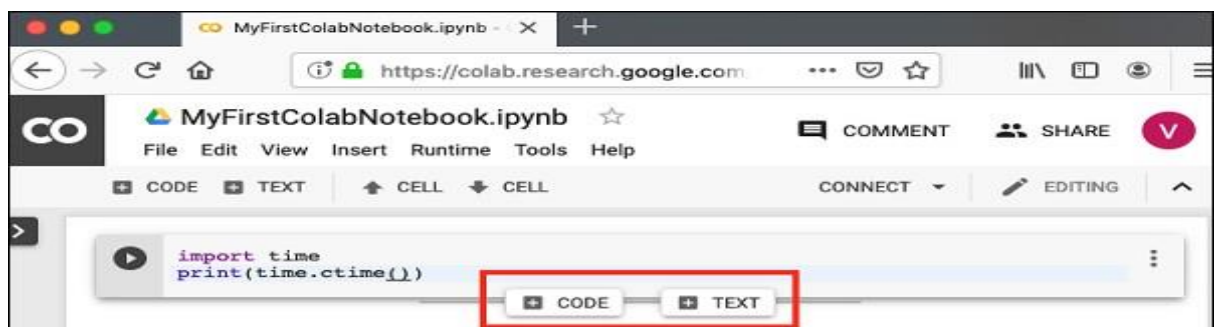 MyFirstColabNotebook.ipynb -
https://colab.research.google.com
CO MyFirstColabNotebook.ipynb COMMENT SHARE V
File Edit View Insert Runtime Tools Help
CODE TEXT CELL CELL CONNECT EDITING
import time
print(time.ctime())
CODE TEXT